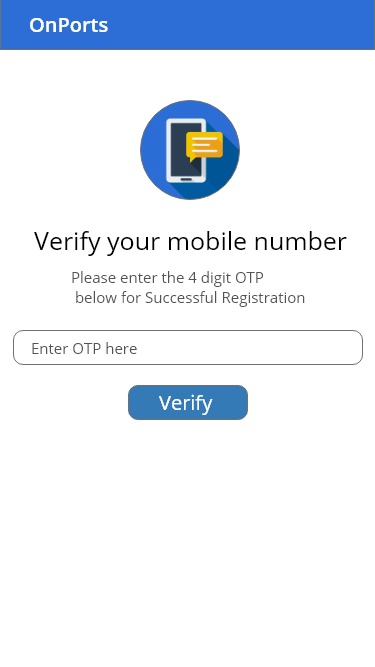 OnPorts
Verify your mobile number
Please enter the 4 digit OTP
below for Successful Registration
Enter OTP here
Verify